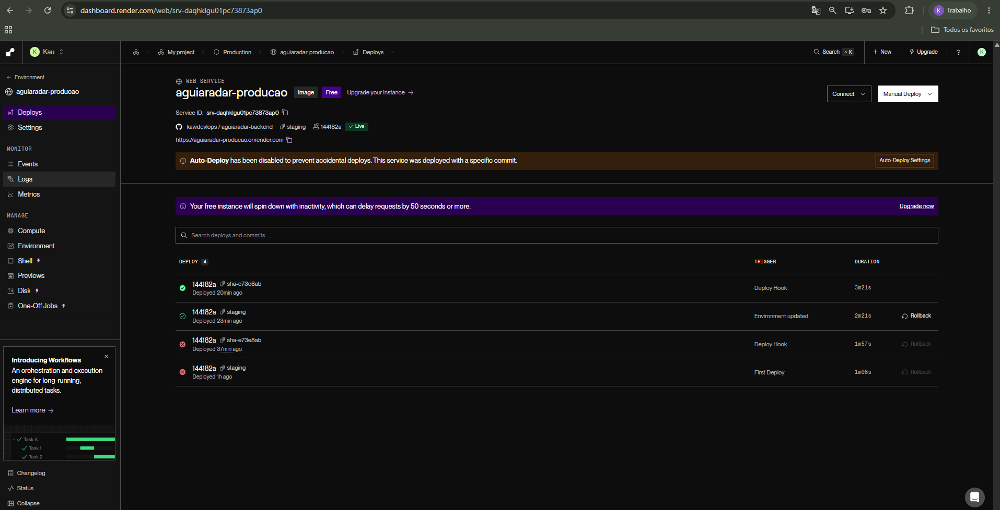 dashboard.render.com/web/srv-daqhklgu01pc73873ap0
K Trabalho
Todos os favoritos
K Kau
My project
Production
aguiaradar-producao
Deploys
Search ^ K
+ New
Upgrade
?
K
← Environment
aguiaradar-producao
Deploys
Settings
MONITOR
Events
Logs
Metrics
MANAGE
Compute
Environment
Shell
Previews
Disk
One-Off Jobs
Introducing Workflows
An orchestration and execution
engine for long-running,
distributed tasks.
Learn more →
Task A
Task 1
Task 2
Changelog
Status
Collapse
WEB SERVICE
aguiaradar-producao Image Free Upgrade your instance →
Connect
Manual Deploy
Service ID: srv-daqhklgu01pc73873ap0
kawdevlops / aguiaradar-backend staging 144182a Live
https://aguiaradar-producao.onrender.com
Auto-Deploy has been disabled to prevent accidental deploys. This service was deployed with a specific commit.
Auto-Deploy Settings
Your free instance will spin down with inactivity, which can delay requests by 50 seconds or more.
Upgrade now
Search deploys and commits
DEPLOY 4 TRIGGER DURATION
144182a sha-e73e8ab
Deployed 20min ago
Deploy Hook
3m21s
144182a staging
Deployed 23min ago
Environment updated
2m21s
Rollback
144182a sha-e73e8ab
Deployed 37min ago
Deploy Hook
1m57s
Rollback
144182a staging
Deployed 1h ago
First Deploy
1m08s
Rollback